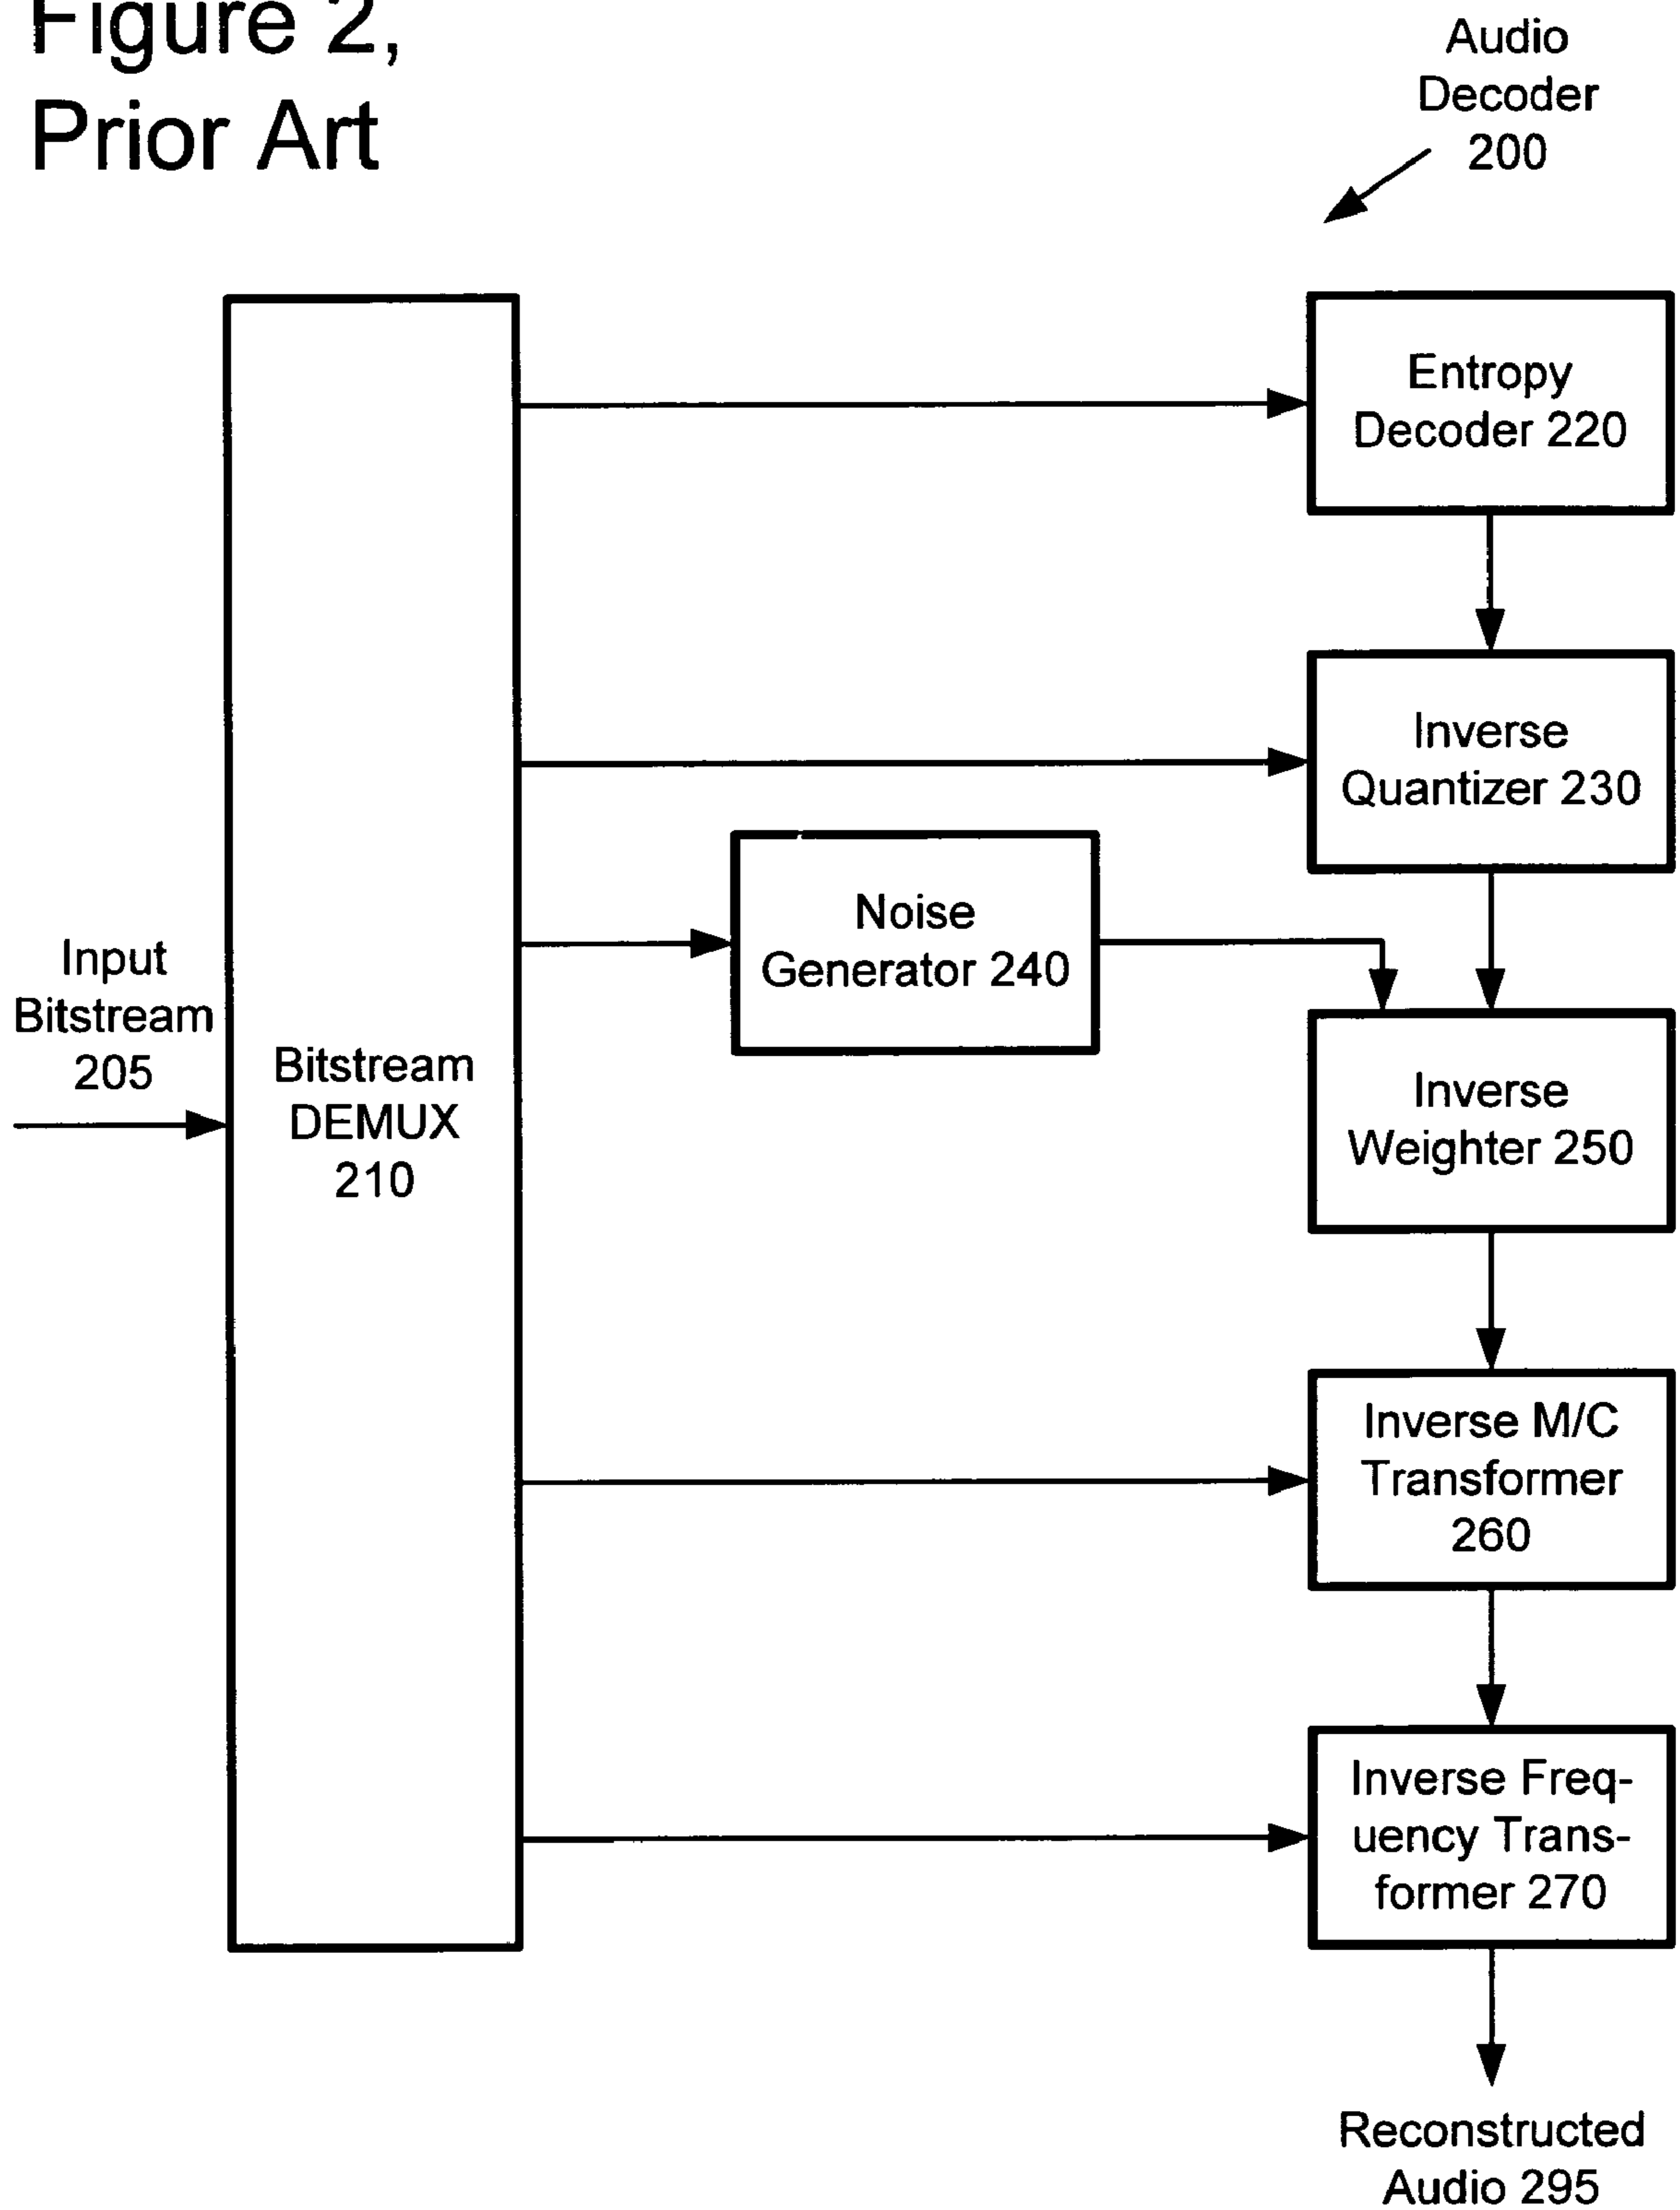 Figure 2,
Prior Art
Audio
Decoder
200
Entropy
Decoder 220
Inverse
Quantizer 230
Noise
Generator 240
Input
Bitstream
205
Bitstream
DEMUX
210
Inverse
Weighter 250
Inverse M/C
Transformer
260
Inverse Freq-
uency Trans-
former 270
Reconstructed
Audio 295